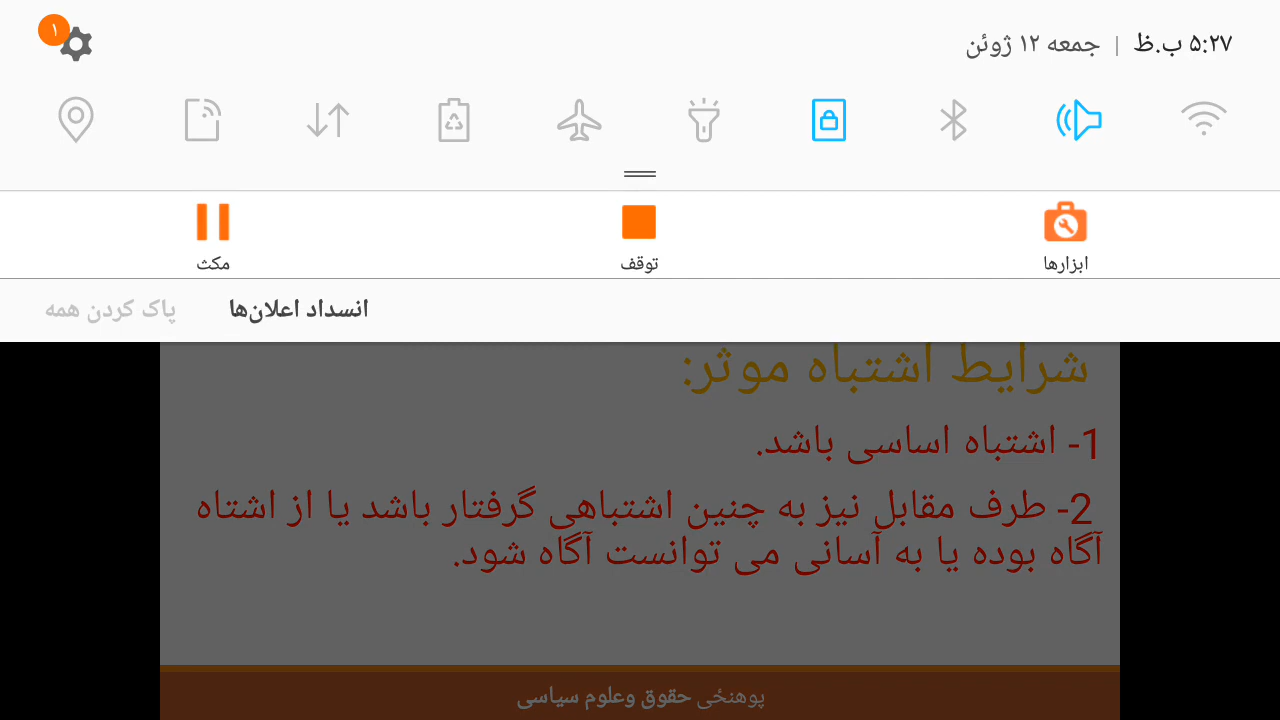 ۵:۲۷ ب.ظ | جمعه ۱۲ ژوئن
۱
ابزارها
توقف
مکث
انسداد اعلان‌ها
پاک کردن همه
شرایط اشتباه موثر:
1- اشتباه اساسی باشد.
2- طرف مقابل نیز به چنین اشتباهی گرفتار باشد یا از اشتاه
آگاه بوده یا به آسانی می توانست آگاه شود.
پوهنځی حقوق وعلوم سیاسی